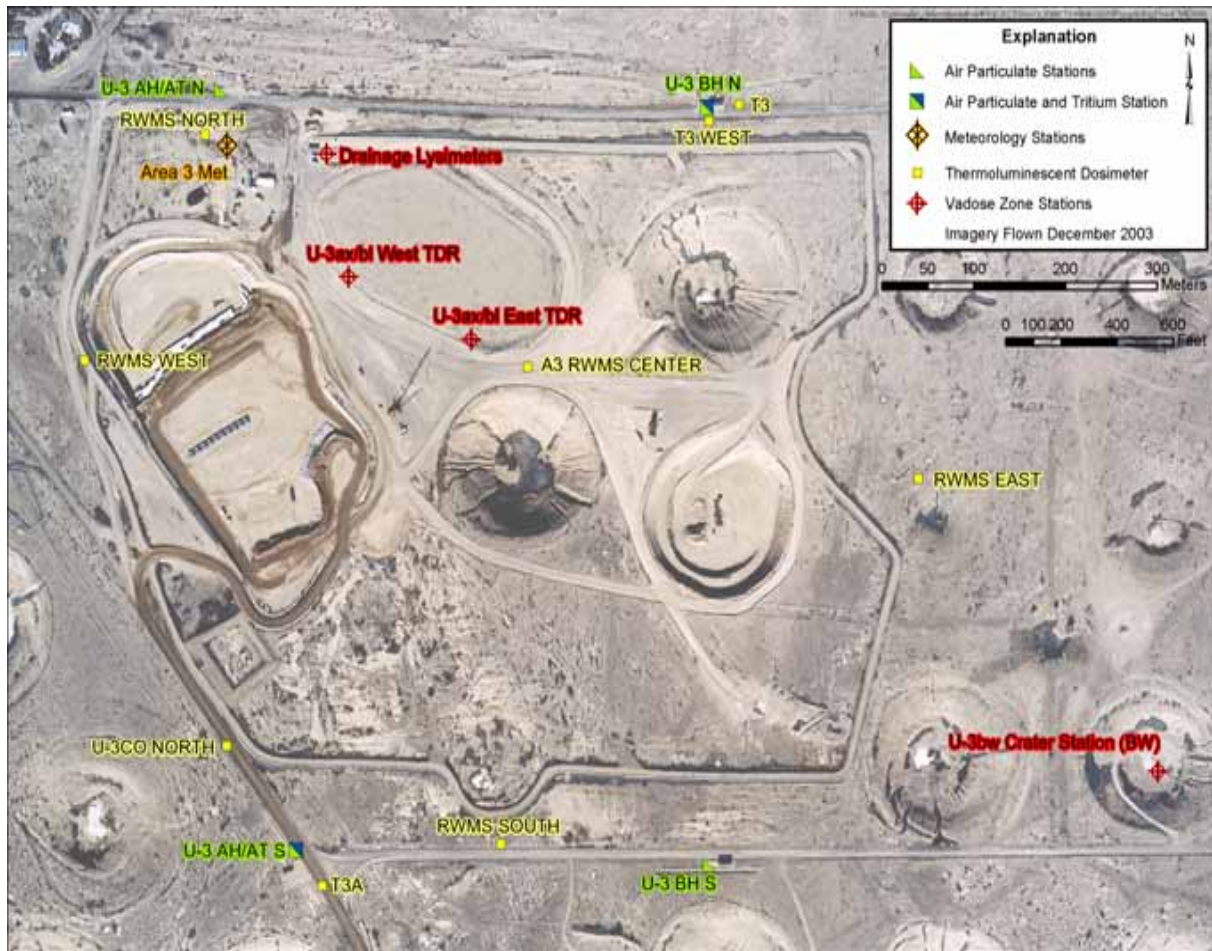 Explanation
N
Air Particulate Stations
Air Particulate and Tritium Station
Meteorology Stations
Thermoluminescent Dosimeter
Vadose Zone Stations
Imagery Flown December 2003
0 50 100 200 300
Meters
0 100 200 400 600
Feet
U-3 AH/AT N
U-3 BH N
T3
RWMS NORTH
T3 WEST
Drainage Lysimeters
Area 3 Met
U-3ax/bl West TDR
U-3ax/bl East TDR
RWMS WEST
A3 RWMS CENTER
RWMS EAST
U-3CO NORTH
U-3bw Crater Station (BW)
RWMS SOUTH
U-3 AH/AT S
U-3 BH S
T3A